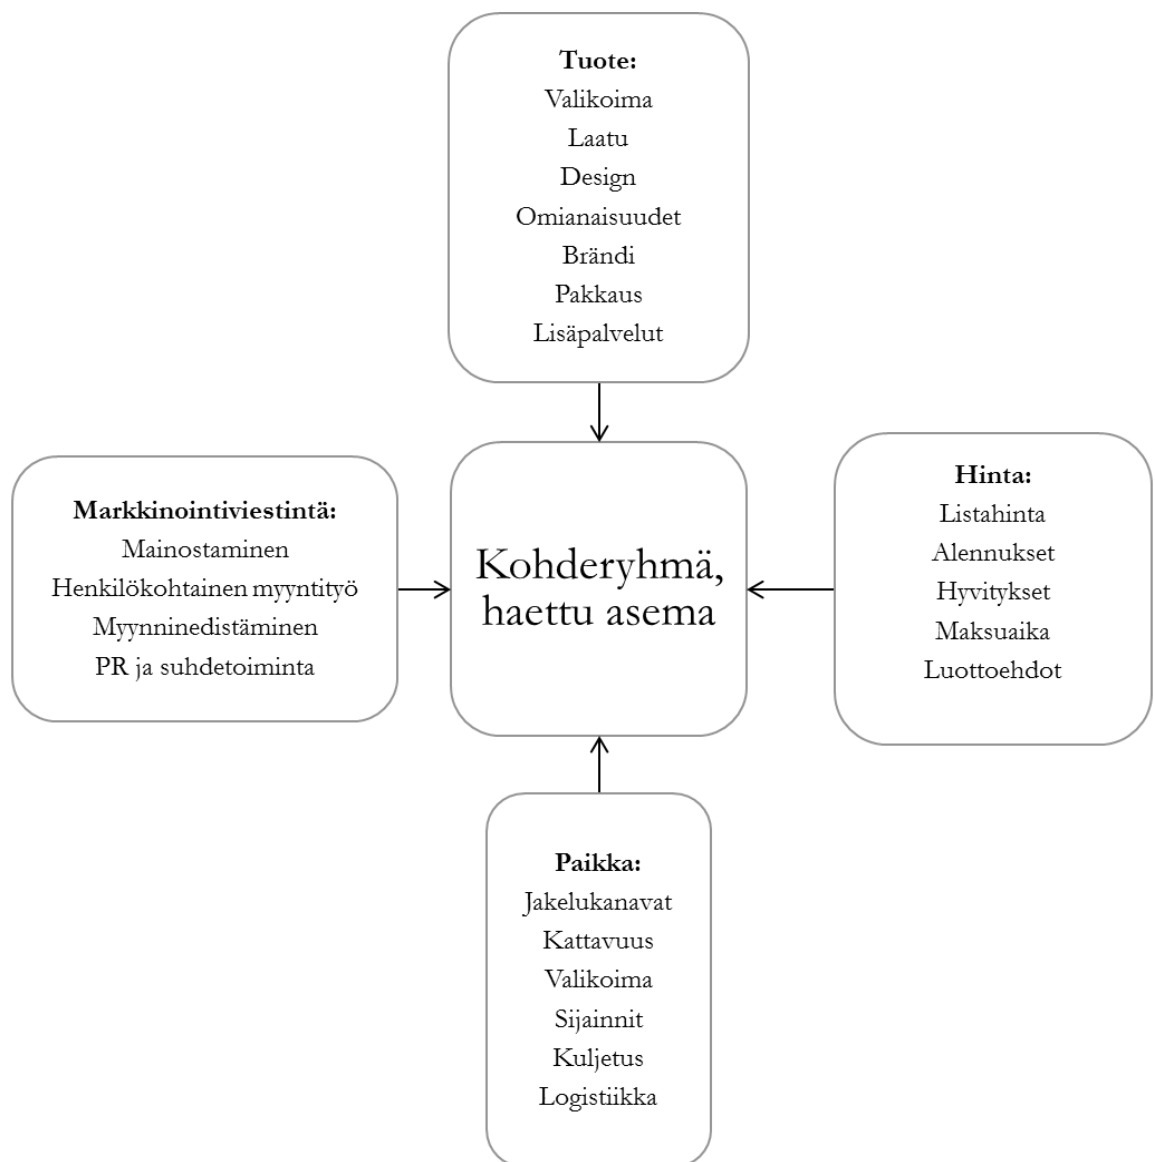 Tuote:
Valikoima
Laatu
Design
Omianaisuudet
Brändi
Pakkaus
Lisäpalvelut
Markkinointiviestintä:
Mainostaminen
Henkilökohtainen myyntityö
Myynninedistäminen
PR ja suhdetoiminta
Kohderyhmä,
haettu asema
Hinta:
Listahinta
Alennukset
Hyvitykset
Maksuaika
Luottoehdot
Paikka:
Jakelukanavat
Kattavuus
Valikoima
Sijainnit
Kuljetus
Logistiikka